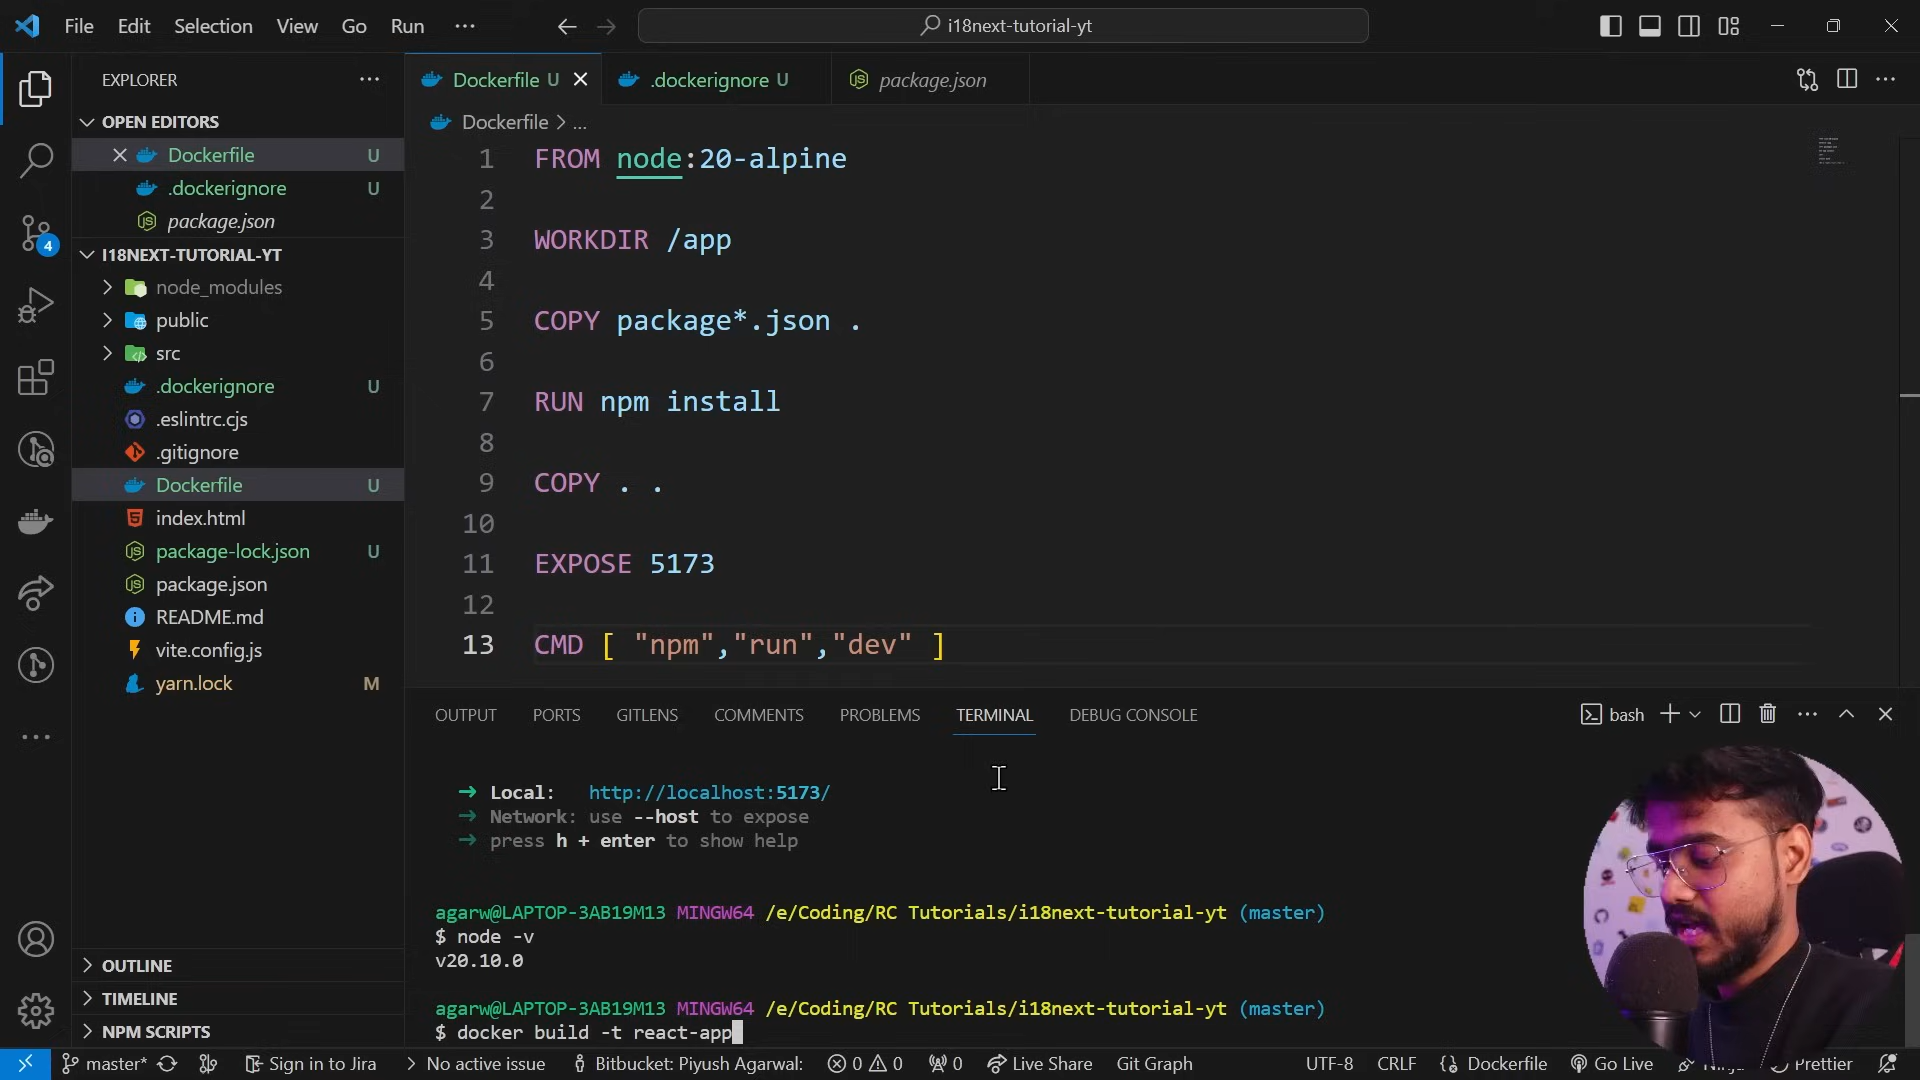 File Edit Selection View Go Run ···
i18next-tutorial-yt
EXPLORER
Dockerfile U
.dockerignore U
package.json
OPEN EDITORS
Dockerfile U
.dockerignore U
package.json
I18NEXT-TUTORIAL-YT
node_modules
public
src
.dockerignore U
.eslintrc.cjs
.gitignore
Dockerfile U
index.html
package-lock.json U
package.json
README.md
vite.config.js
yarn.lock M
OUTLINE
TIMELINE
NPM SCRIPTS
4
Dockerfile > ...
1 FROM node:20-alpine
2
3 WORKDIR /app
4
5 COPY package*.json .
6
7 RUN npm install
8
9 COPY . .
10
11 EXPOSE 5173
12
13 CMD [ "npm","run","dev" ]
OUTPUT PORTS GITLENS COMMENTS PROBLEMS TERMINAL DEBUG CONSOLE
bash
➜ Local: http://localhost:5173/
➜ Network: use --host to expose
➜ press h + enter to show help
agarw@LAPTOP-3AB19M13 MINGW64 /e/Coding/RC Tutorials/i18next-tutorial-yt (master)
$ node -v
v20.10.0
agarw@LAPTOP-3AB19M13 MINGW64 /e/Coding/RC Tutorials/i18next-tutorial-yt (master)
$ docker build -t react-app
master* Sign in to Jira > No active issue Bitbucket: Piyush Agarwal: 0 0 0 Live Share Git Graph UTF-8 CRLF {} Dockerfile Go Live Prettier